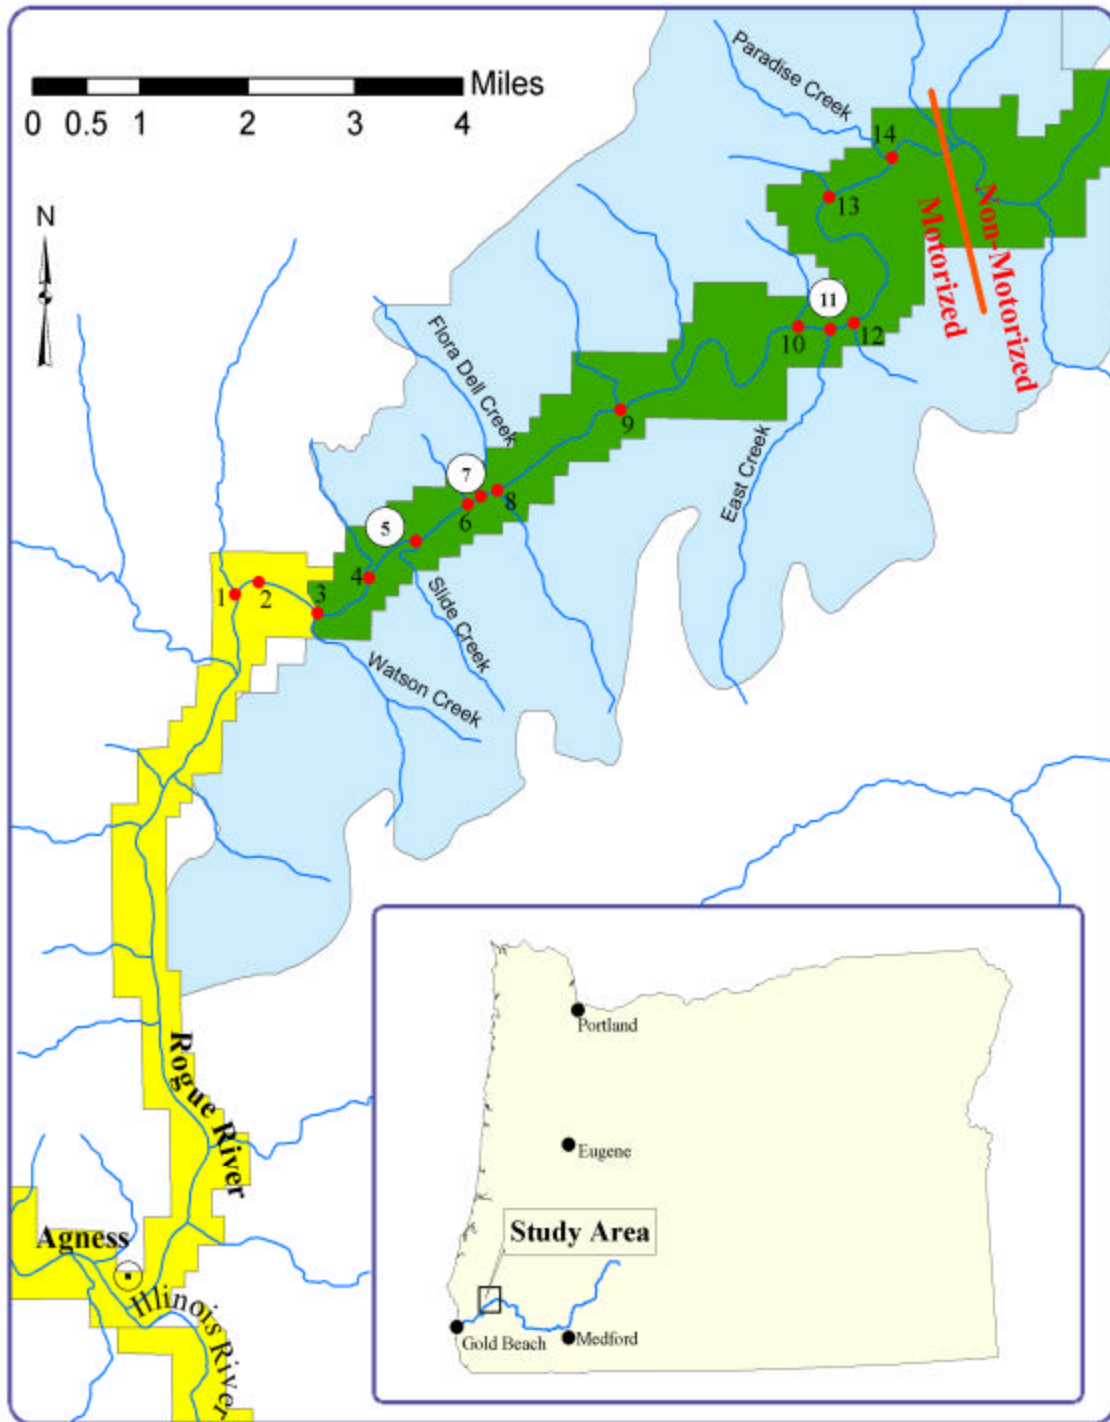 Miles
0 0.5 1 2 3 4
N
Paradise Creek
14
13
Motorized
Non-Motorized
11
10
12
Flora Dell Creek
9
East Creek
7
8
6
5
4
Slide Creek
3
2
1
Watson Creek
Rogue River
Agness
Illinois River
Portland
Eugene
Study Area
Gold Beach
Medford